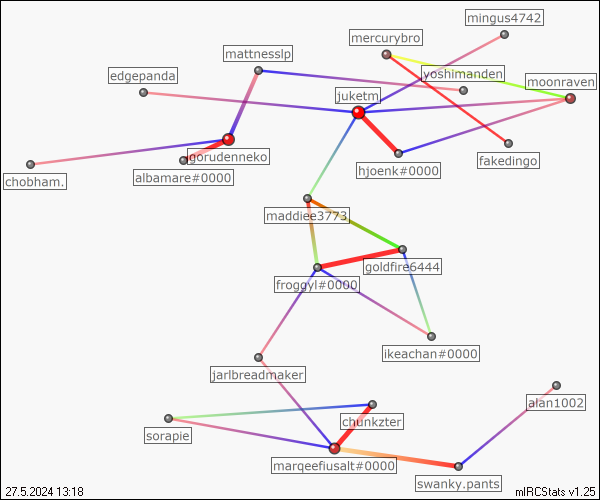 mingus4742
mercurybro
mattnesslp
yoshimanden
edgepanda
moonraven
juketm
gorudenneko
fakedingo
hjoenk#0000
albamare#0000
chobham.
maddiee3773
goldfire6444
froggyl#0000
ikeachan#0000
jarlbreadmaker
alan1002
chunkzter
sorapie
marqeefiusalt#0000
swanky.pants
27.5.2024 13:18
mIRCStats v1.25